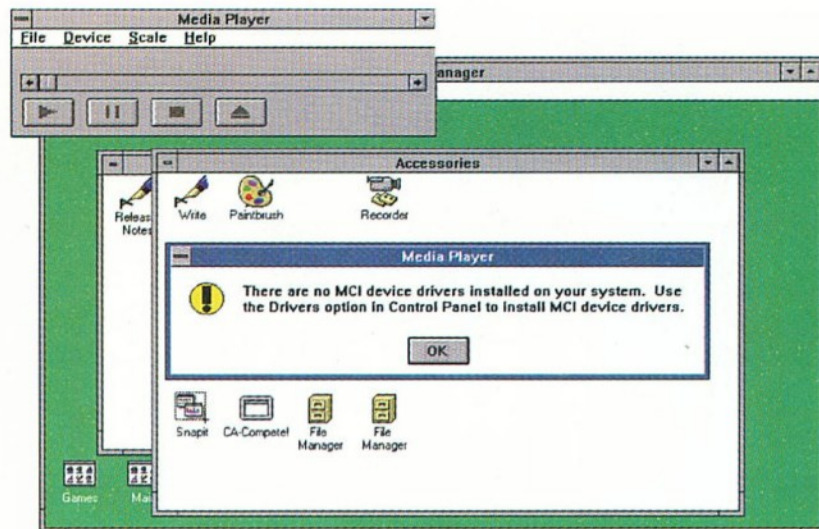 Media Player
File Device Scale Help
anager
Accessories
Release
Notes
Write
Paintbrush
Recorder
Media Player
There are no MCI device drivers installed on your system. Use
the Drivers option in Control Panel to install MCI device drivers.
OK
Snapit
CA-Compete!
File
Manager
File
Manager
Games